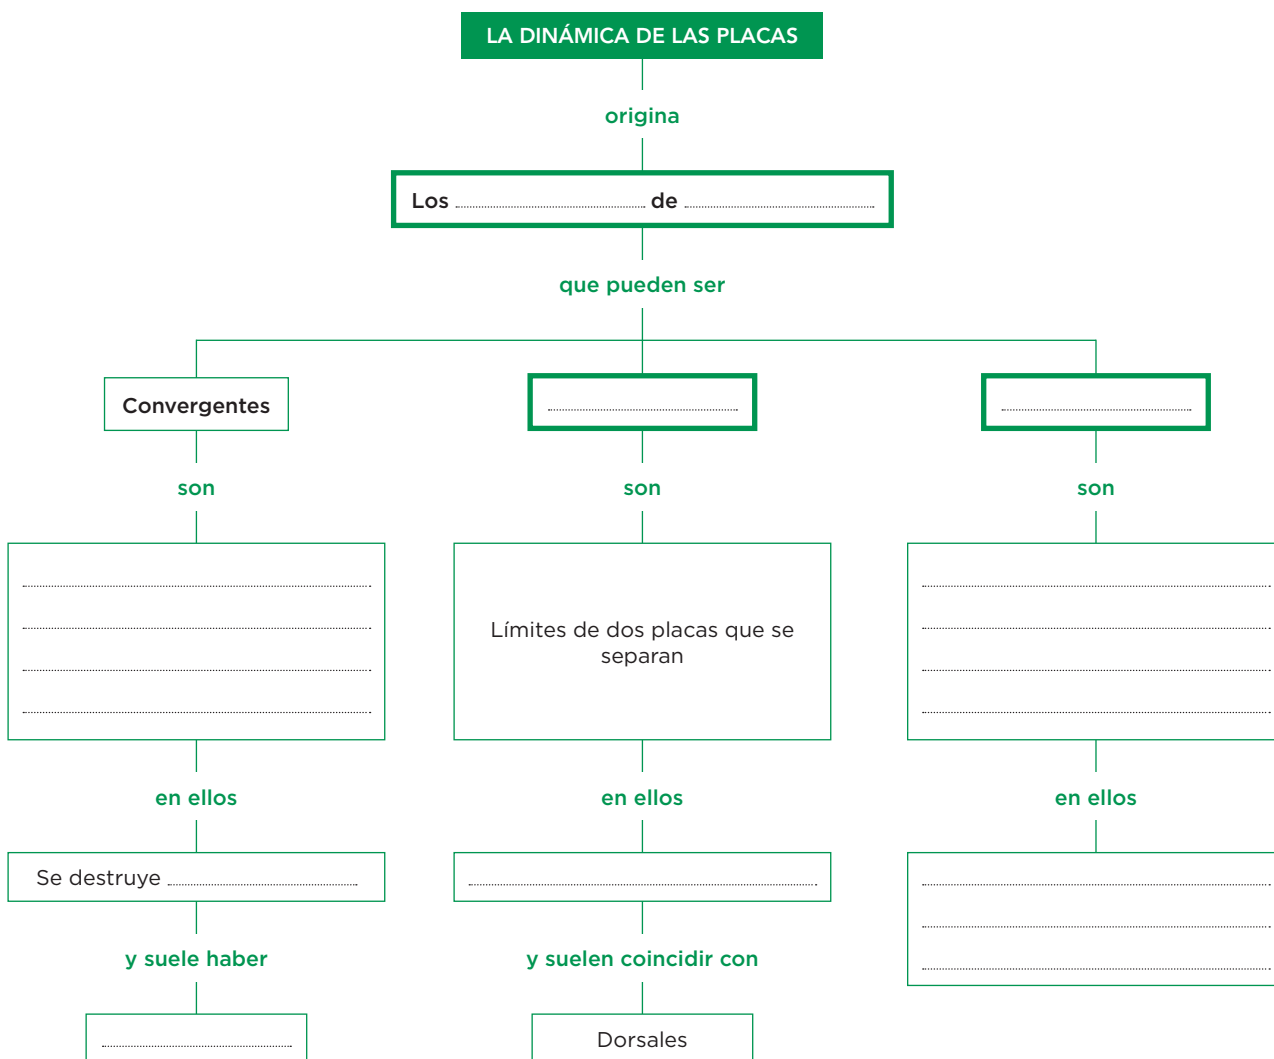 LA DINÁMICA DE LAS PLACAS
origina
Los de
que pueden ser
Convergentes
son
son
son
Límites de dos placas que se
separan
en ellos
en ellos
en ellos
Se destruye
y suele haber
y suelen coincidir con
Dorsales